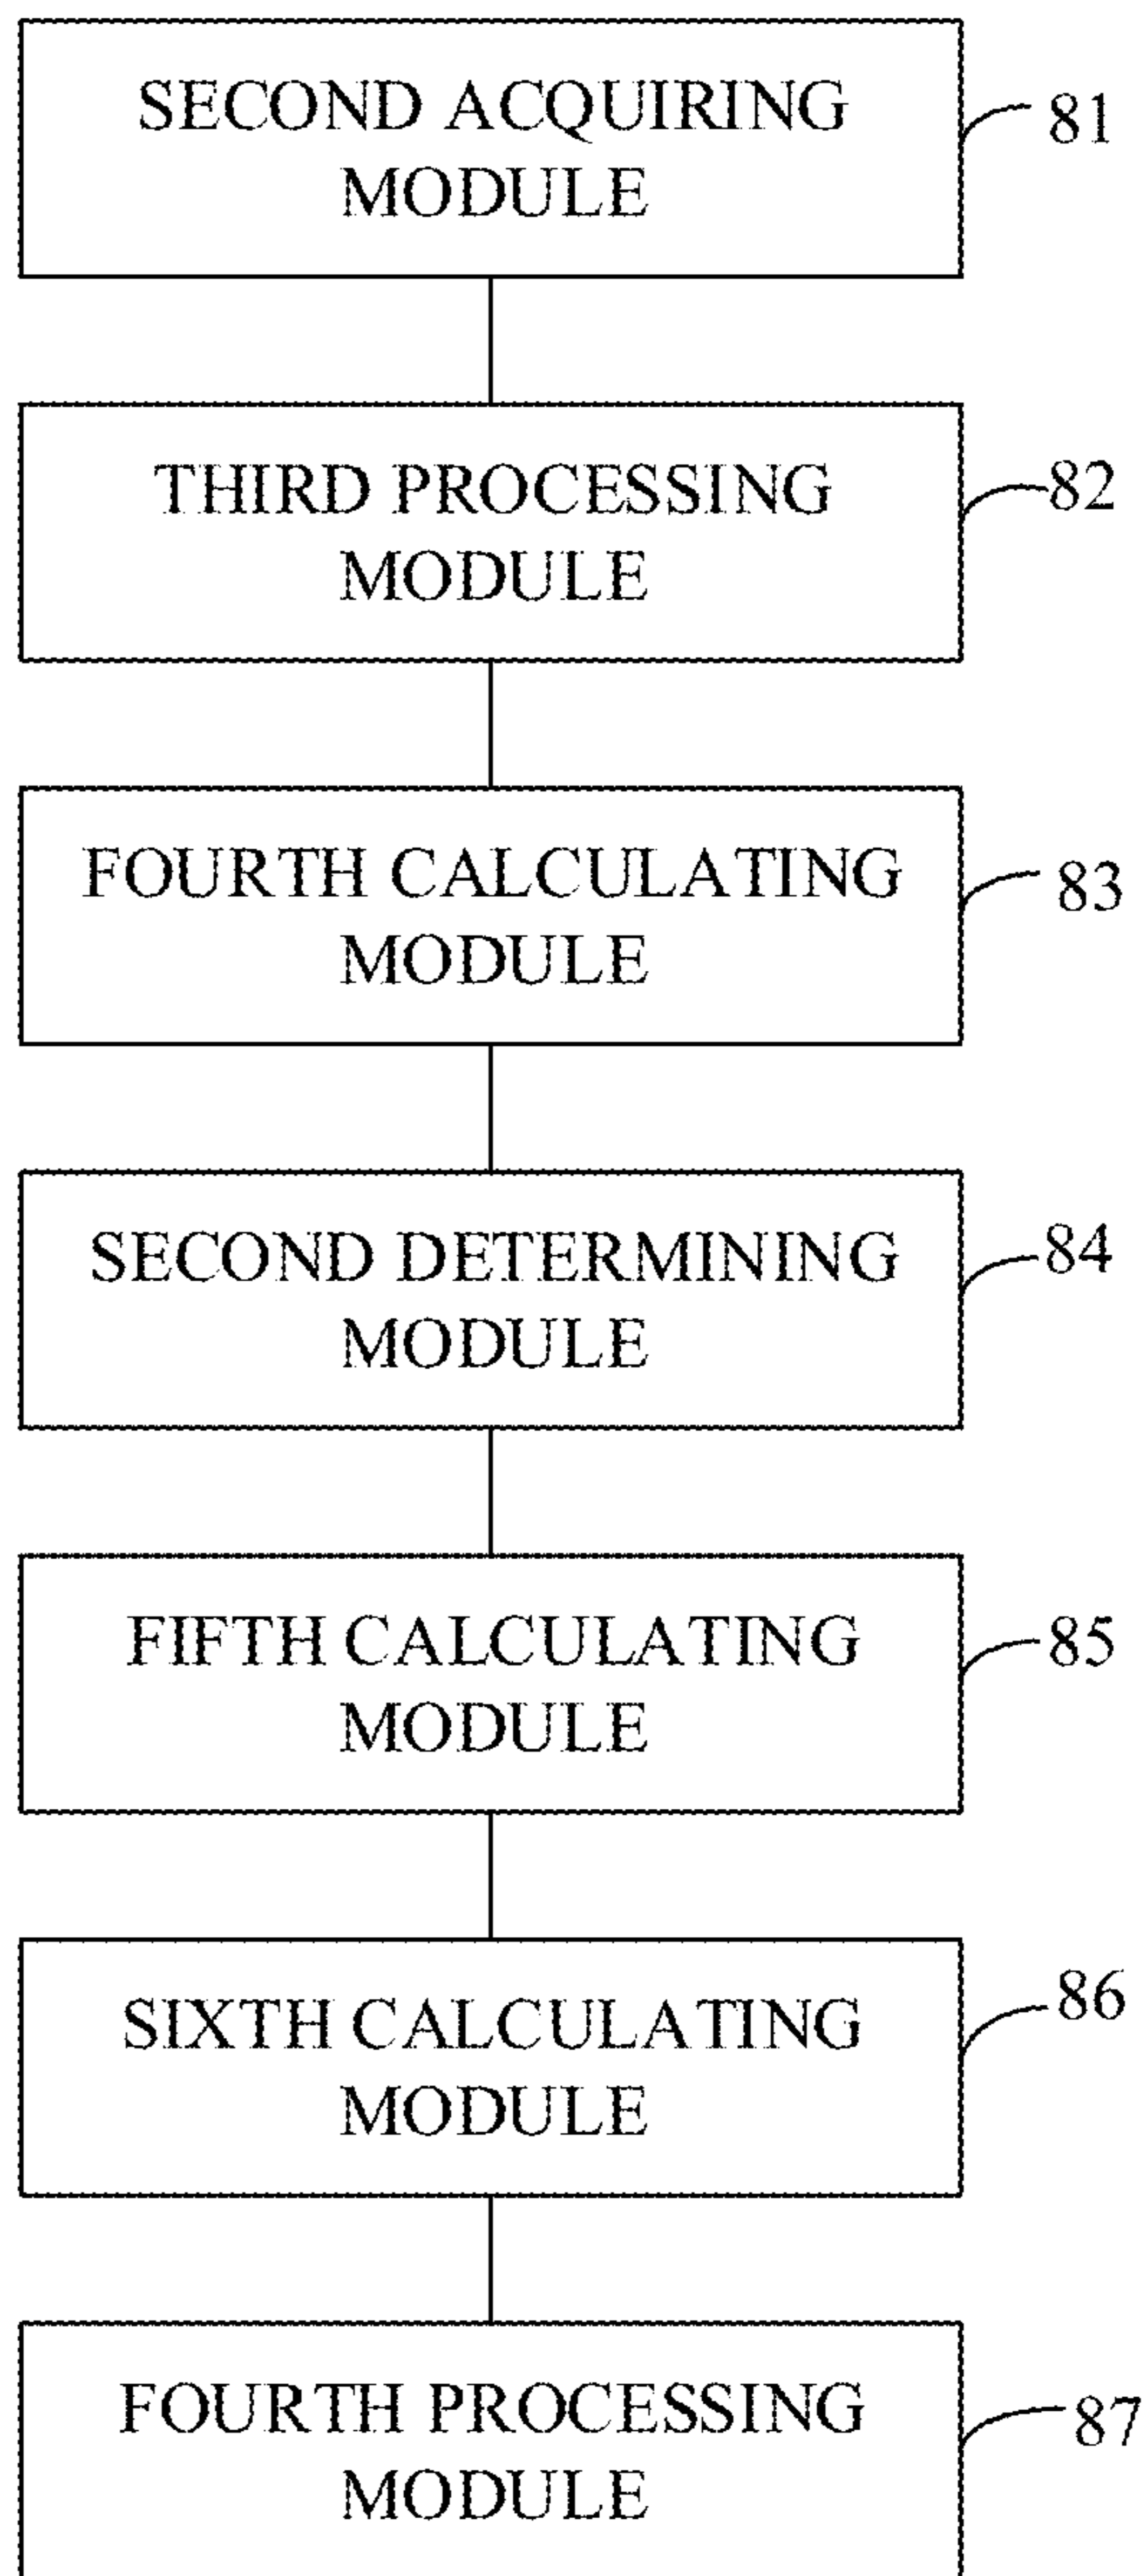 SECOND ACQUIRING
MODULE
81
THIRD PROCESSING
MODULE
82
FOURTH CALCULATING
MODULE
83
SECOND DETERMINING
MODULE
84
FIFTH CALCULATING
MODULE
85
SIXTH CALCULATING
MODULE
86
FOURTH PROCESSING
MODULE
87